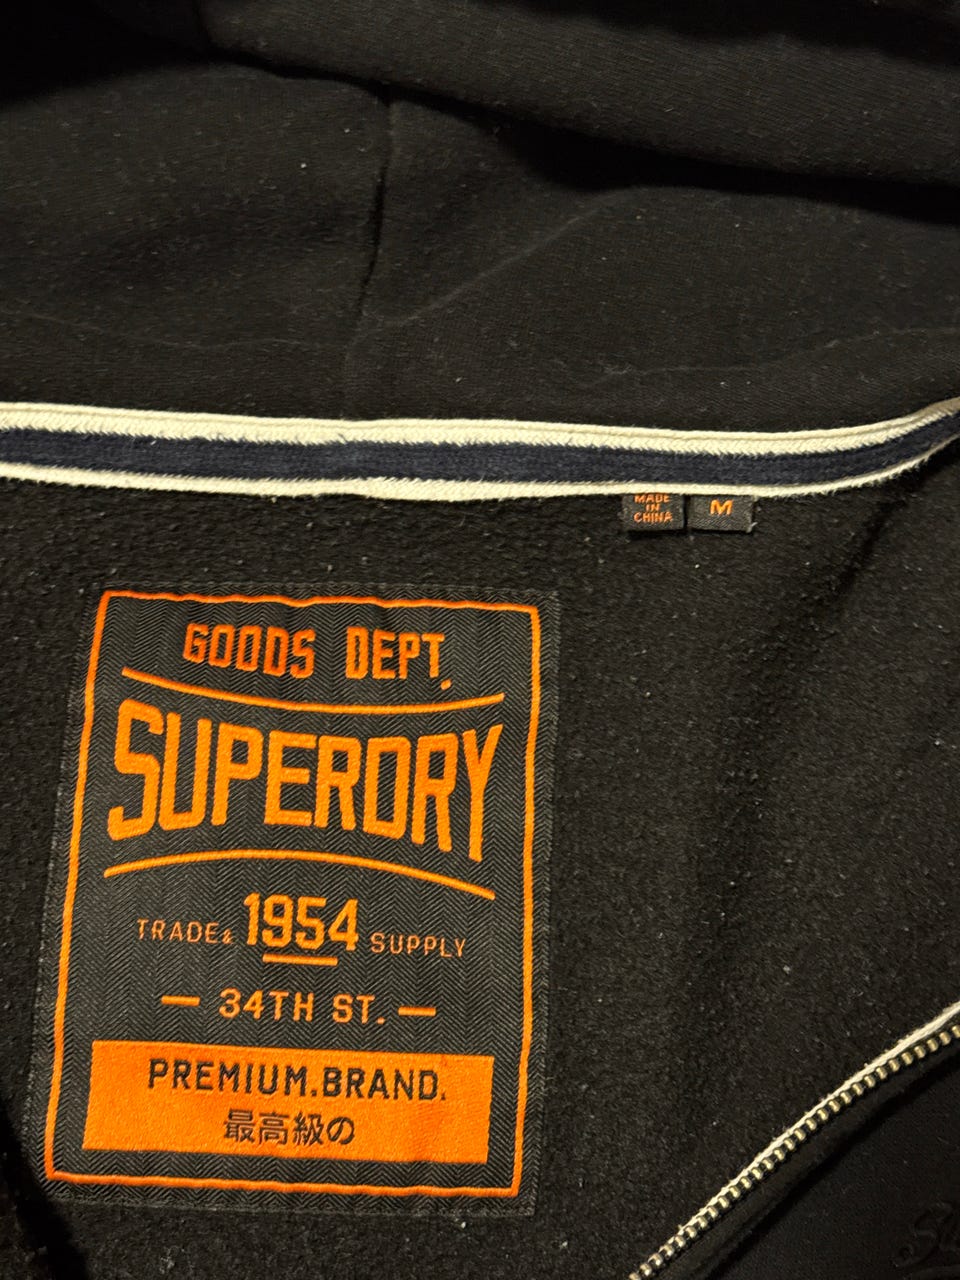 MADE
IN
CHINA
M
GOODS DEPT.
SUPERDRY
TRADE& 1954 SUPPLY
— 34TH ST. —
PREMIUM.BRAND.
最高級の